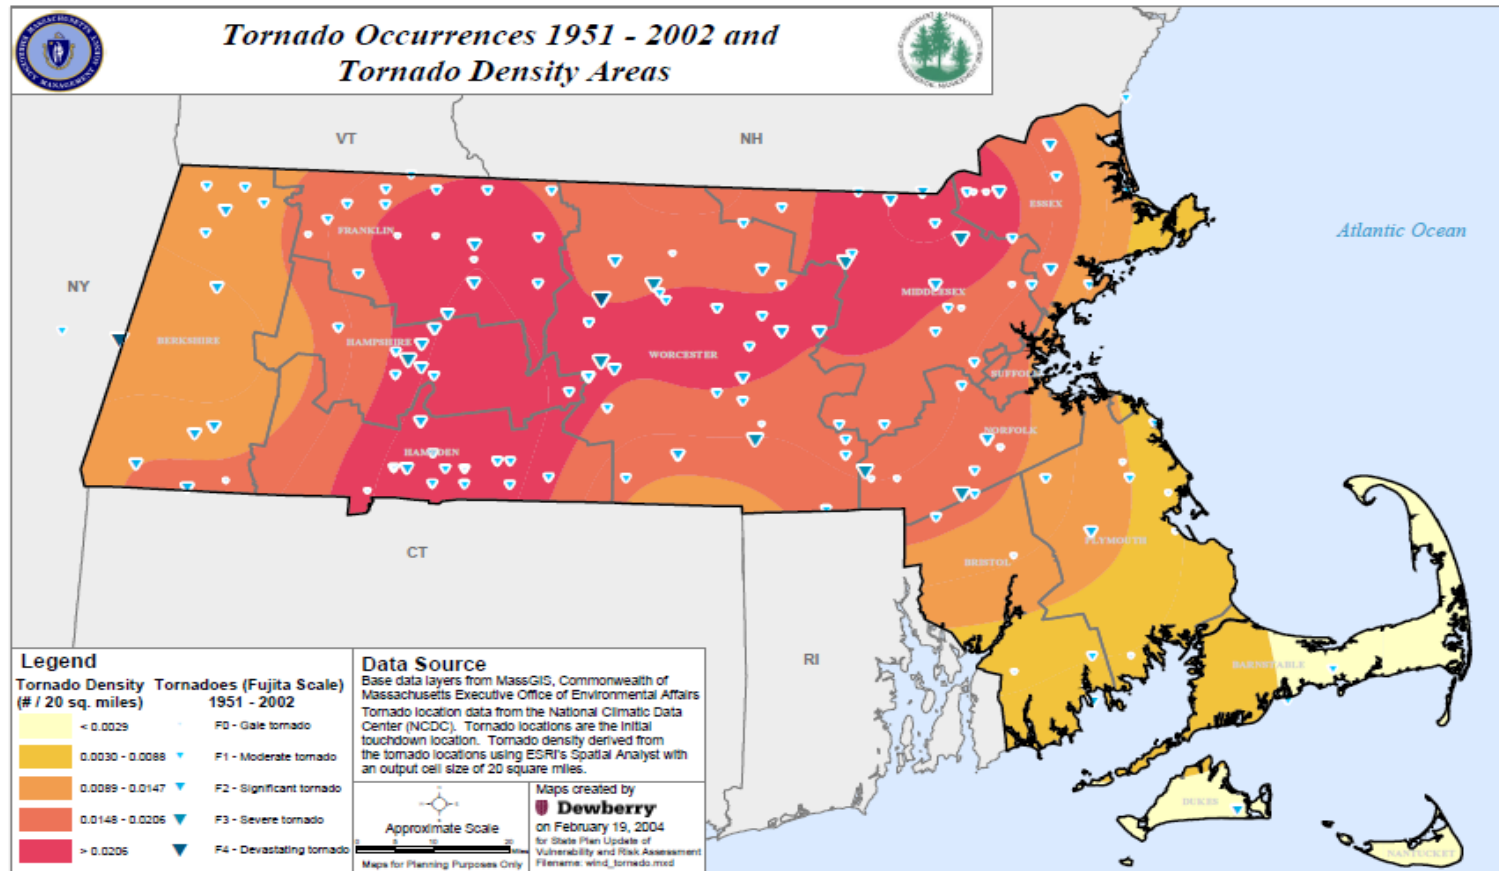 Tornado Occurrences 1951 - 2002 and
Tornado Density Areas
VT
NH
NY
CT
RI
Atlantic Ocean
FRANKLIN
ESSEX
MIDDLESEX
BERKSHIRE
HAMPSHIRE
WORCESTER
SUFFOLK
HAMPDEN
NORFOLK
PLYMOUTH
BRISTOL
BARNSTABLE
DUKES
NANTUCKET
Legend
Tornado Density
(# / 20 sq. miles)
< 0.0029
0.0030 - 0.0088
0.0089 - 0.0147
0.0148 - 0.0206
> 0.0206
Tornadoes (Fujita Scale)
1951 - 2002
F0 - Gale tornado
F1 - Moderate tornado
F2 - Significant tornado
F3 - Severe tornado
F4 - Devastating tornado
Data Source
Base data layers from MassGIS, Commonwealth of
Massachusetts Executive Office of Environmental Affairs
Tornado location data from the National Climatic Data
Center (NCDC). Tornado locations are the initial
touchdown location. Tornado density derived from
the tornado locations using ESRI's Spatial Analyst with
an output cell size of 20 square miles.
Approximate Scale
0 5 10 20
Miles
Maps for Planning Purposes Only
Maps created by
Dewberry
on February 19, 2004
for State Plan Update of
Vulnerability and Risk Assessment
Filename: wind_tornado.mxd